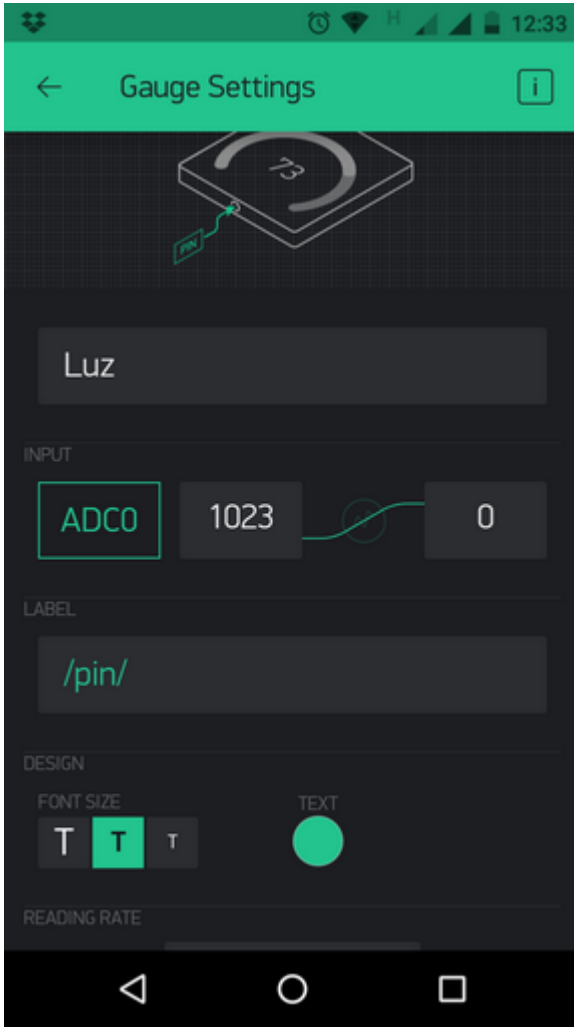 H 12:33
Gauge Settings
i
73
PIN
Luz
INPUT
ADC0 1023 0
LABEL
/pin/
DESIGN
FONT SIZE TEXT
T T T
READING RATE